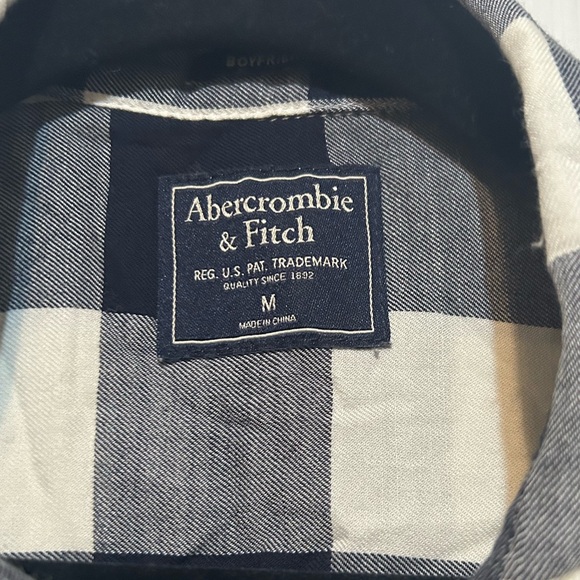 Abercrombie
& Fitch
REG. U.S. PAT. TRADEMARK
QUALITY SINCE 1892
M
MADE IN CHINA